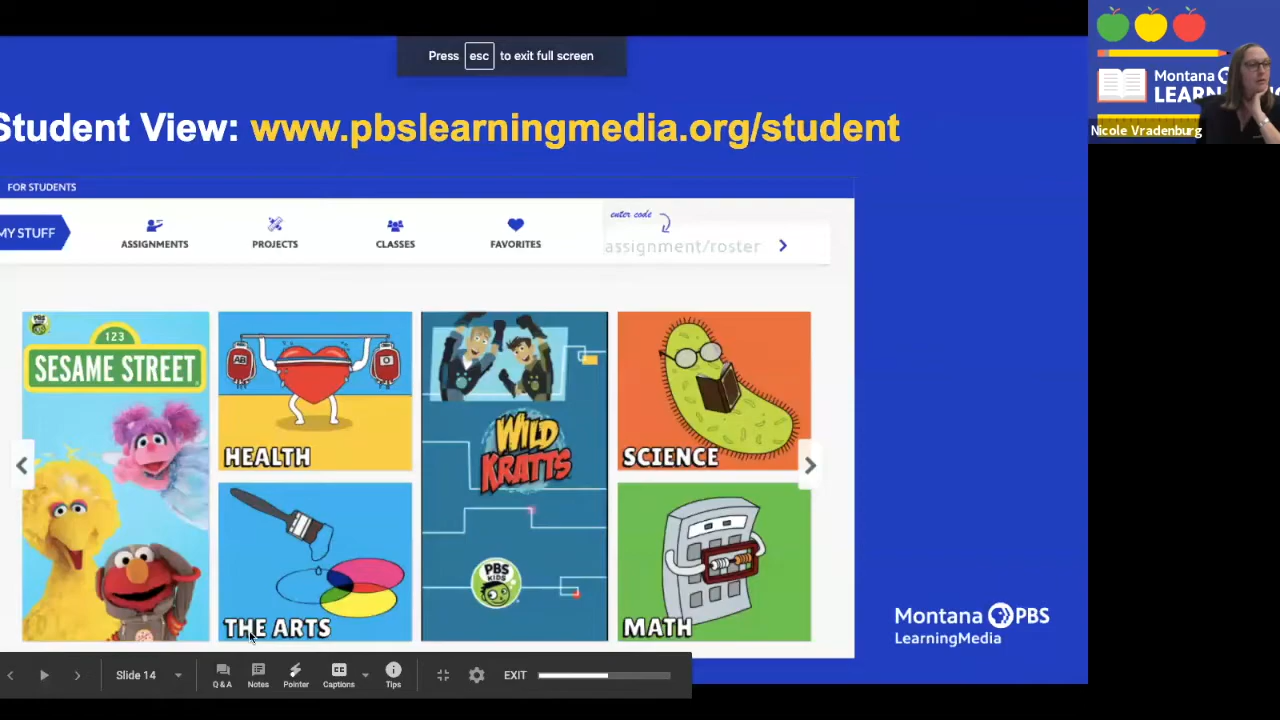 Press esc to exit full screen
Student View: www.pbslearningmedia.org/student
FOR STUDENTS
MY STUFF
ASSIGNMENTS
PROJECTS
CLASSES
FAVORITES
enter code
assignment/roster
123
SESAME STREET
HEALTH
AB
O
WILD
KRATTS
SCIENCE
THE ARTS
PBS
KIDS
MATH
Montana PBS
LearningMedia
Slide 14
Q & A
Notes
Pointer
Captions
Tips
EXIT
Montana
LEARN
Nicole Vradenburg